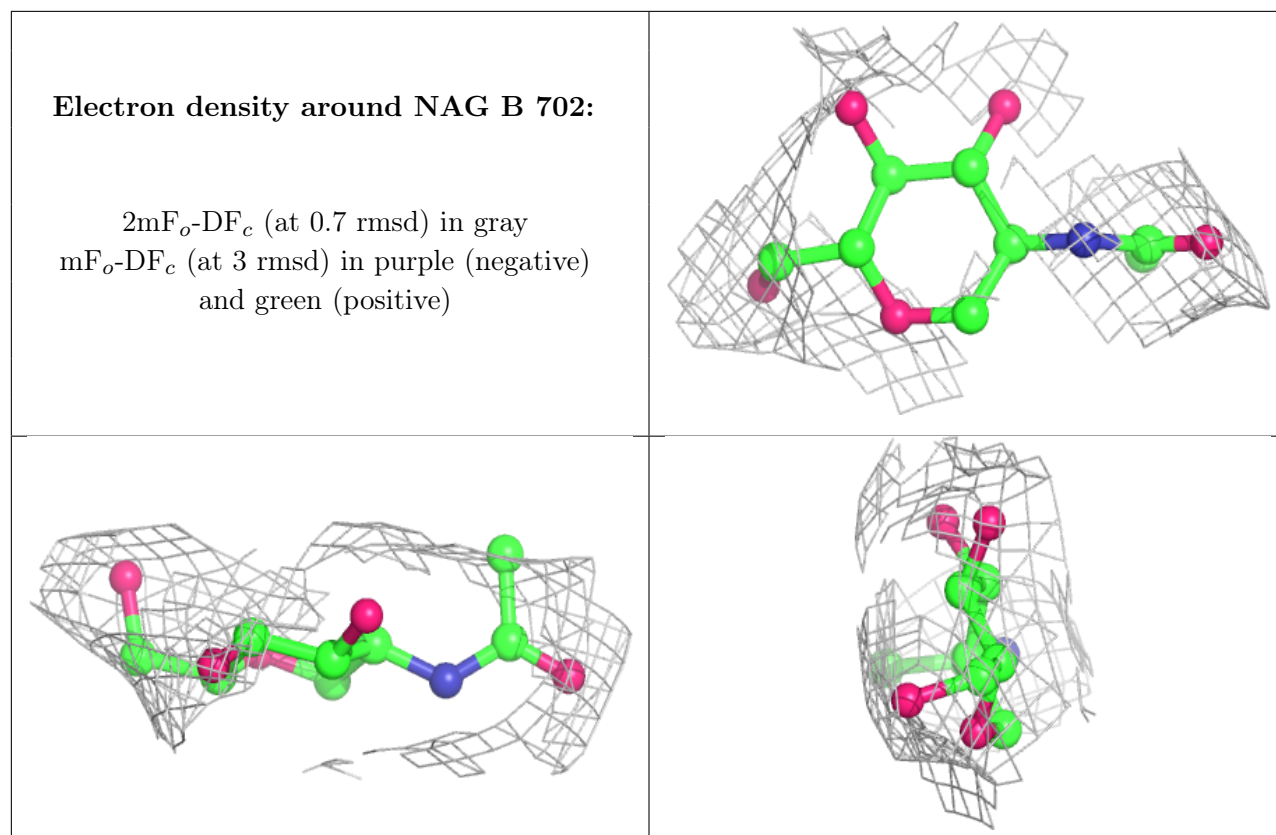 Electron density around NAG B 702:
2mFo-DFc (at 0.7 rmsd) in gray
mFo-DFc (at 3 rmsd) in purple (negative)
and green (positive)